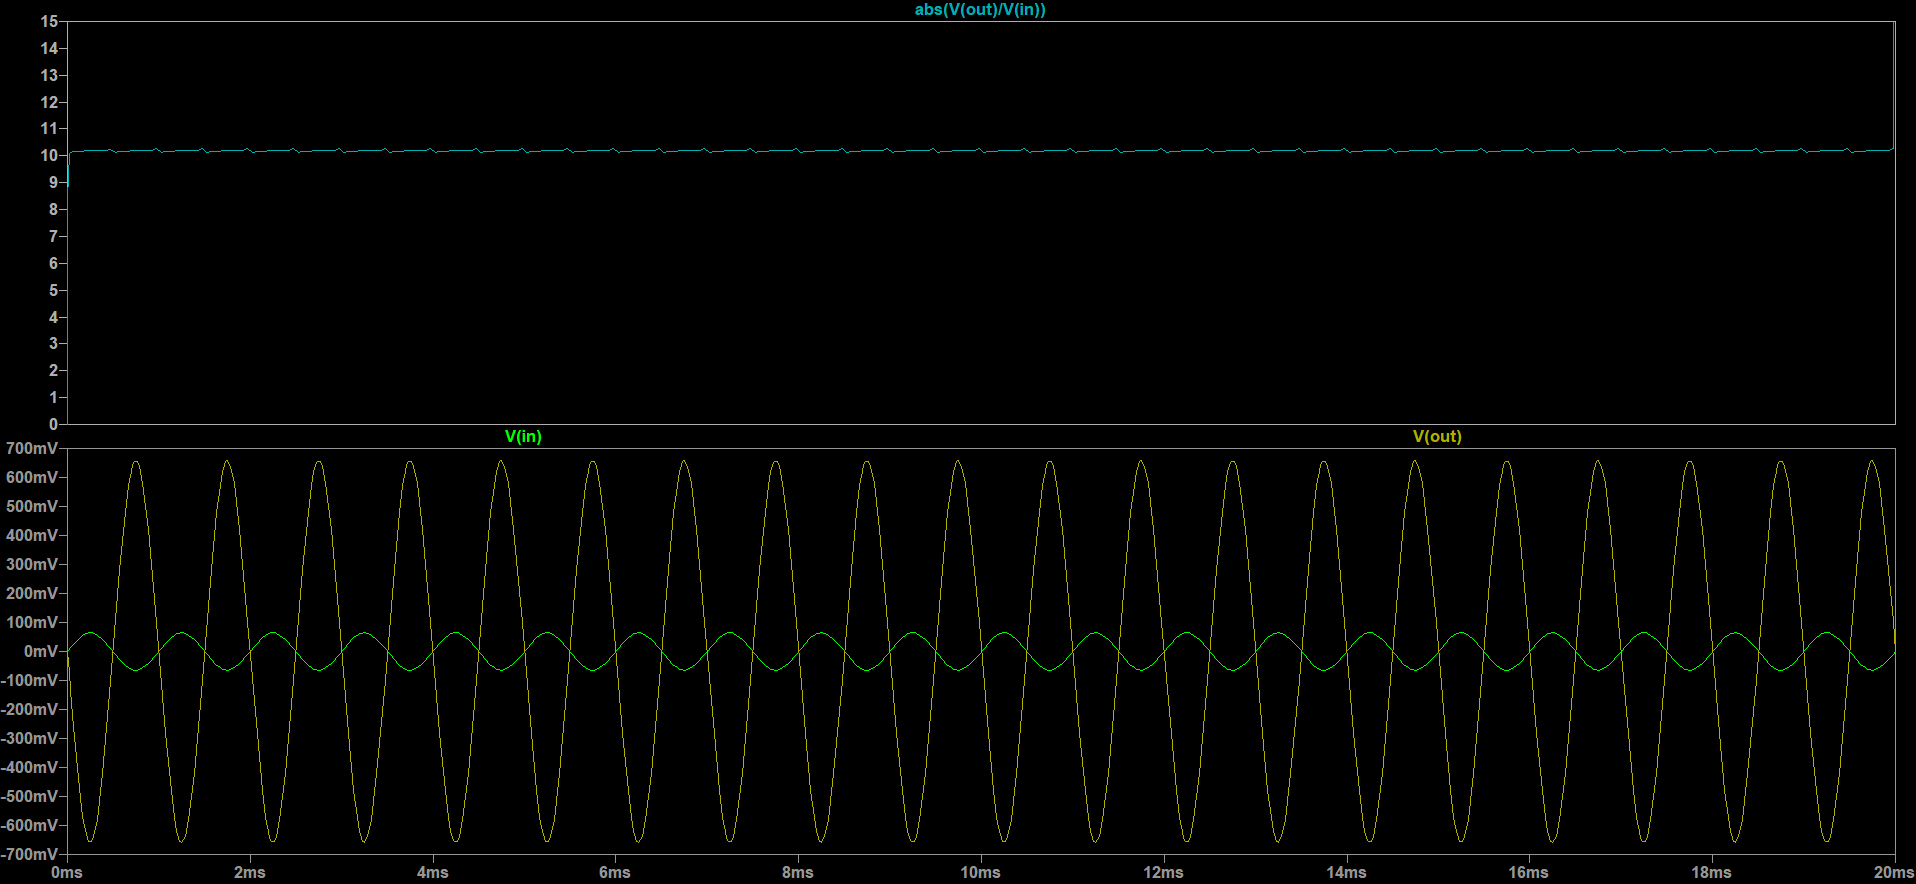 abs(V(out)/V(in))
15
14
13
12
11
10
9
8
7
6
5
4
3
2
1
0
V(in) V(out)
700mV
600mV
500mV
400mV
300mV
200mV
100mV
0mV
-100mV
-200mV
-300mV
-400mV
-500mV
-600mV
-700mV
0ms 2ms 4ms 6ms 8ms 10ms 12ms 14ms 16ms 18ms 20ms